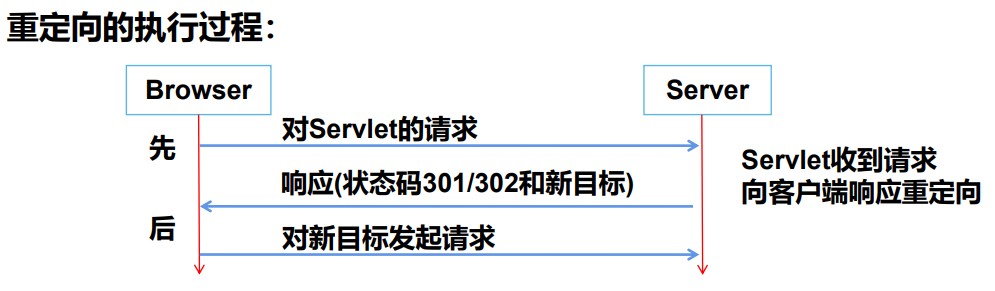 重定向的执行过程：
Browser
Server
对Servlet的请求
先
响应(状态码301/302和新目标)
Servlet收到请求
向客户端响应重定向
后
对新目标发起请求